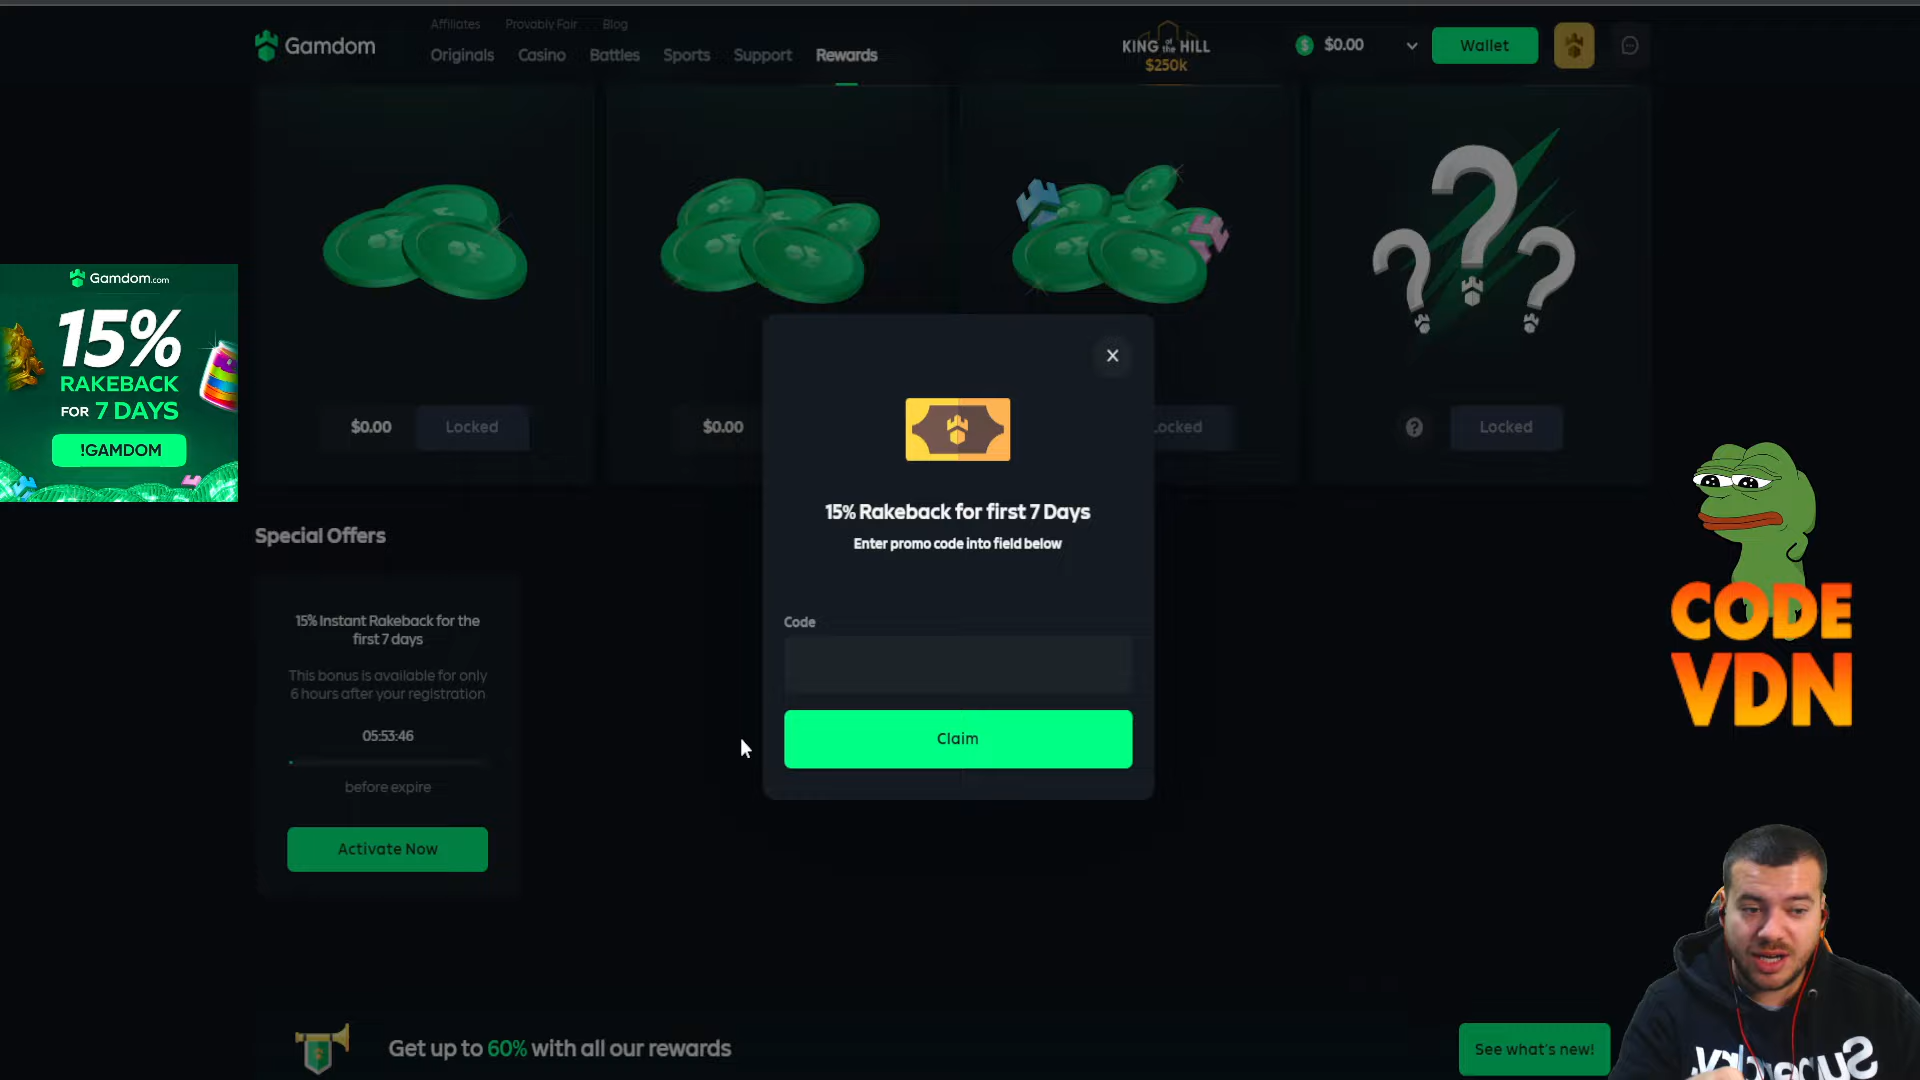 Affiliates Provably Fair Blog
Gamdom
Originals Casino Battles Sports Support Rewards
KING of the HILL
$250k
$0.00
Wallet
Gamdom.com
15%
RAKEBACK
FOR 7 DAYS
!GAMDOM
$0.00 Locked
$0.00
Locked
Locked
15% Rakeback for first 7 Days
Enter promo code into field below
Code
Claim
Special Offers
15% Instant Rakeback for the
first 7 days
This bonus is available for only
6 hours after your registration
05:53:46
before expire
Activate Now
CODE
VDN
Get up to 60% with all our rewards
See what's new!